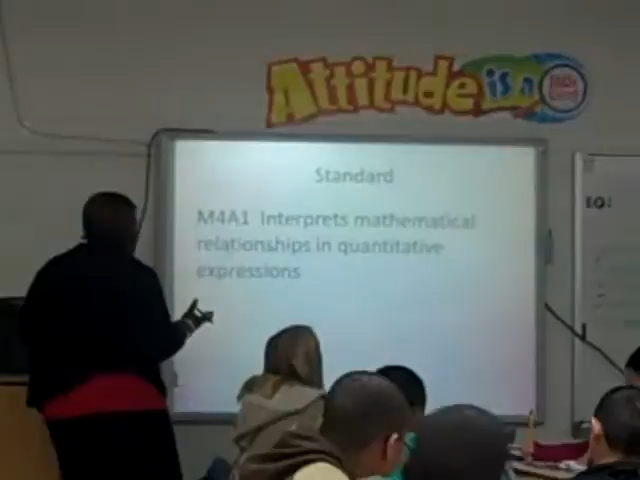 Attitude is a
Standard
M4A1 Interprets mathematical
relationships in quantitative
expressions
EQ: